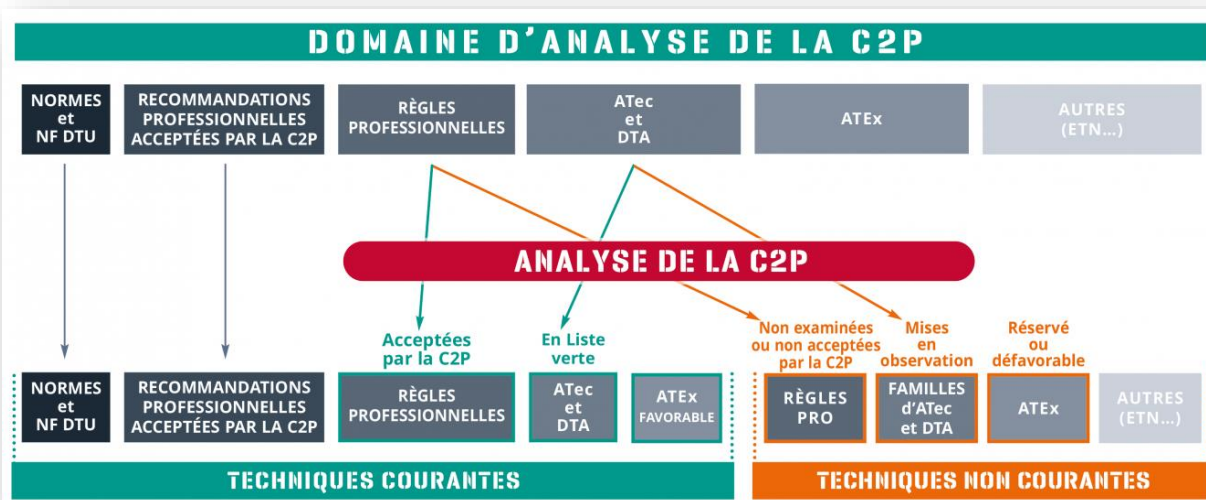 DOMAINE D'ANALYSE DE LA C2P
NORMES
et
NF DTU
RECOMMANDATIONS
PROFESSIONNELLES
ACCEPTÉES PAR LA C2P
RÈGLES
PROFESSIONNELLES
ATec
et
DTA
ATEx
AUTRES
(ETN...)
ANALYSE DE LA C2P
Acceptées
par la C2P
En Liste
verte
Non examinées
ou non acceptées
par la C2P
Mises
en
observation
Réservé
ou
défavorable
NORMES
et
NF DTU
RECOMMANDATIONS
PROFESSIONNELLES
ACCEPTÉES PAR LA C2P
RÈGLES
PROFESSIONNELLES
ATec
et
DTA
ATEx
FAVORABLE
RÈGLES
PRO
FAMILLES
d'ATec
et DTA
ATEx
AUTRES
(ETN...)
TECHNIQUES COURANTES
TECHNIQUES NON COURANTES